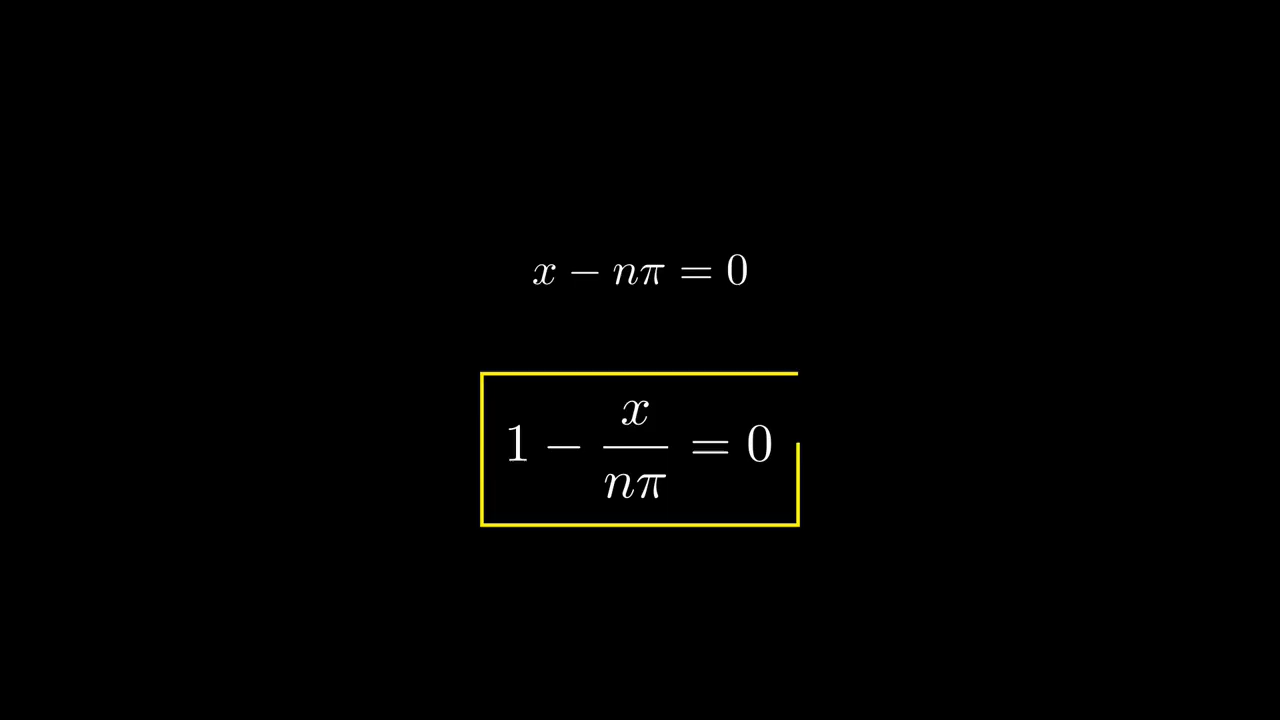 x − nπ = 0
1 − x/nπ = 0